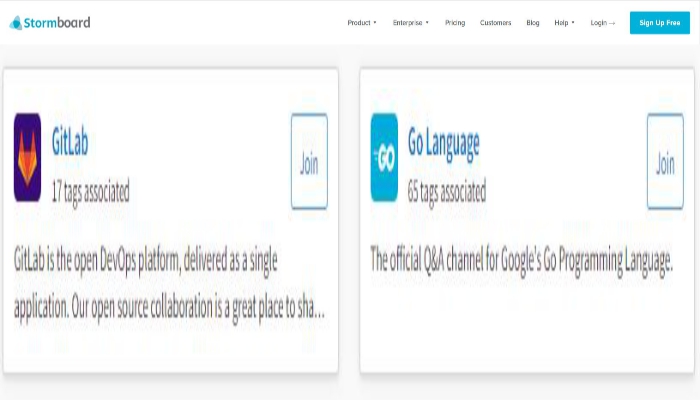 Stormboard
Product Enterprise Pricing Customers Blog Help Login → Sign Up Free
GitLab
17 tags associated
Join
GitLab is the open DevOps platform, delivered as a single
application. Our open source collaboration is a great place to sha...
GO
Go Language
65 tags associated
Join
The official Q&A channel for Google's Go Programming Language.